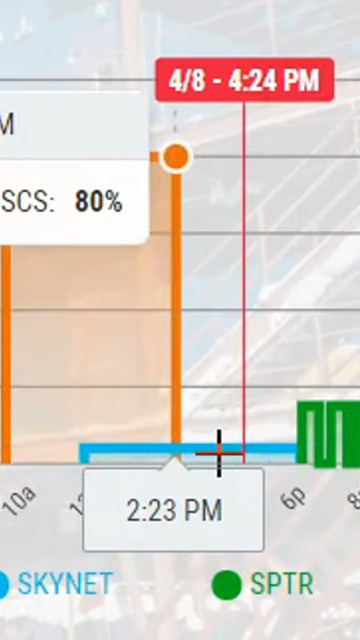 4/8 - 4:24 PM
M
SCS: 80%
10a
6p
2:23 PM
SKYNET
SPTR